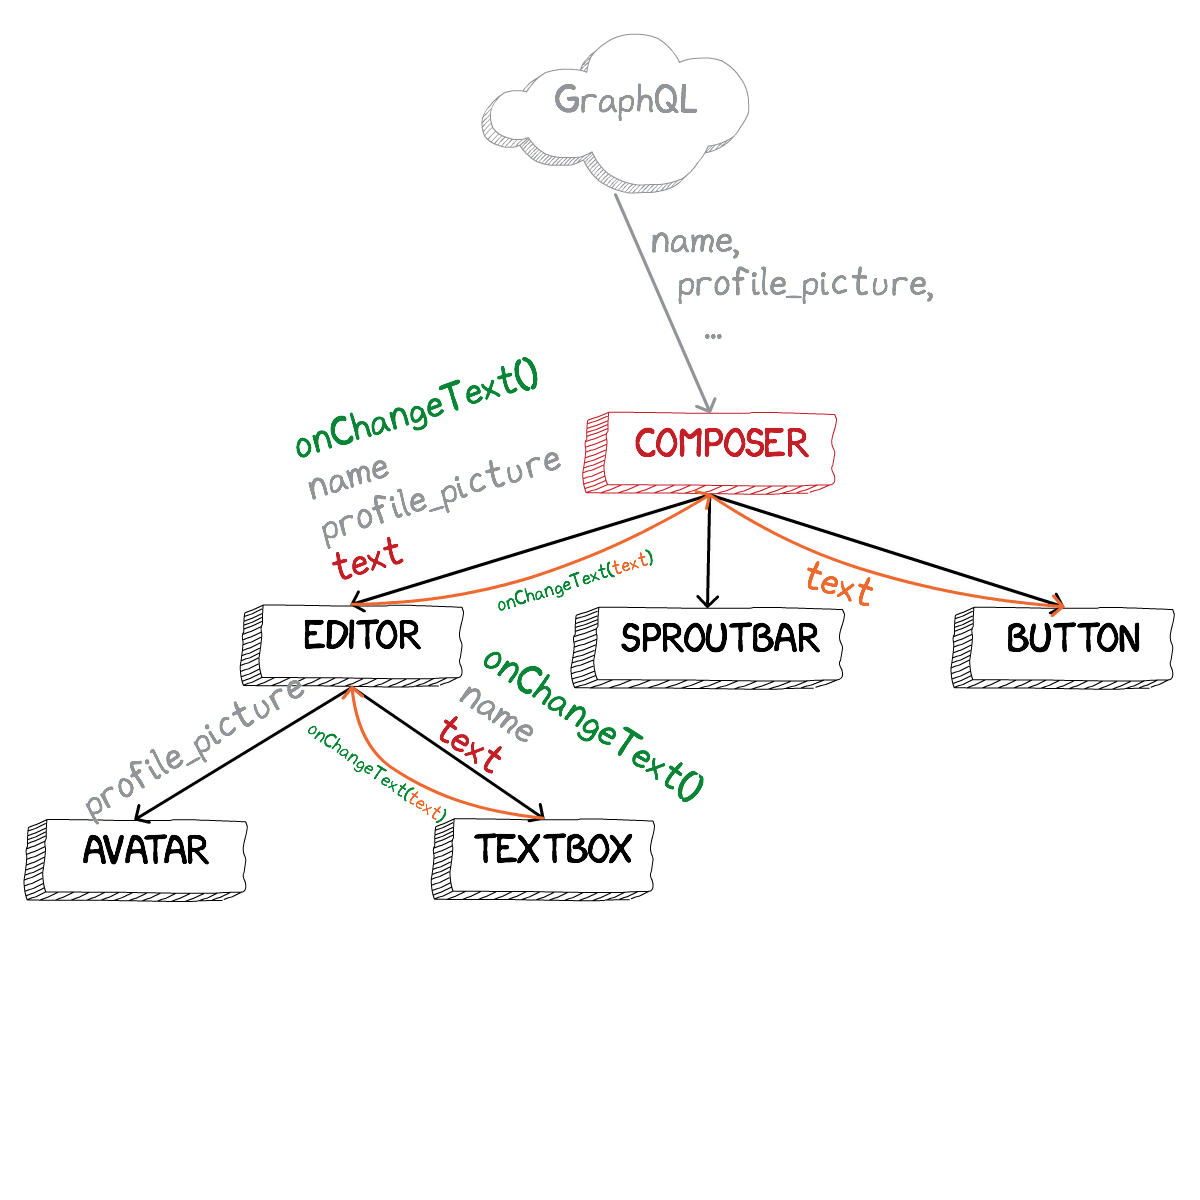 GraphQL
name,
profile_picture,
...
onChangeText()
name
profile_picture
text
COMPOSER
onChangeText(text)
text
EDITOR
SPROUTBAR
BUTTON
profile_picture
onChangeText(text)
onChangeText()
name
text
AVATAR
TEXTBOX